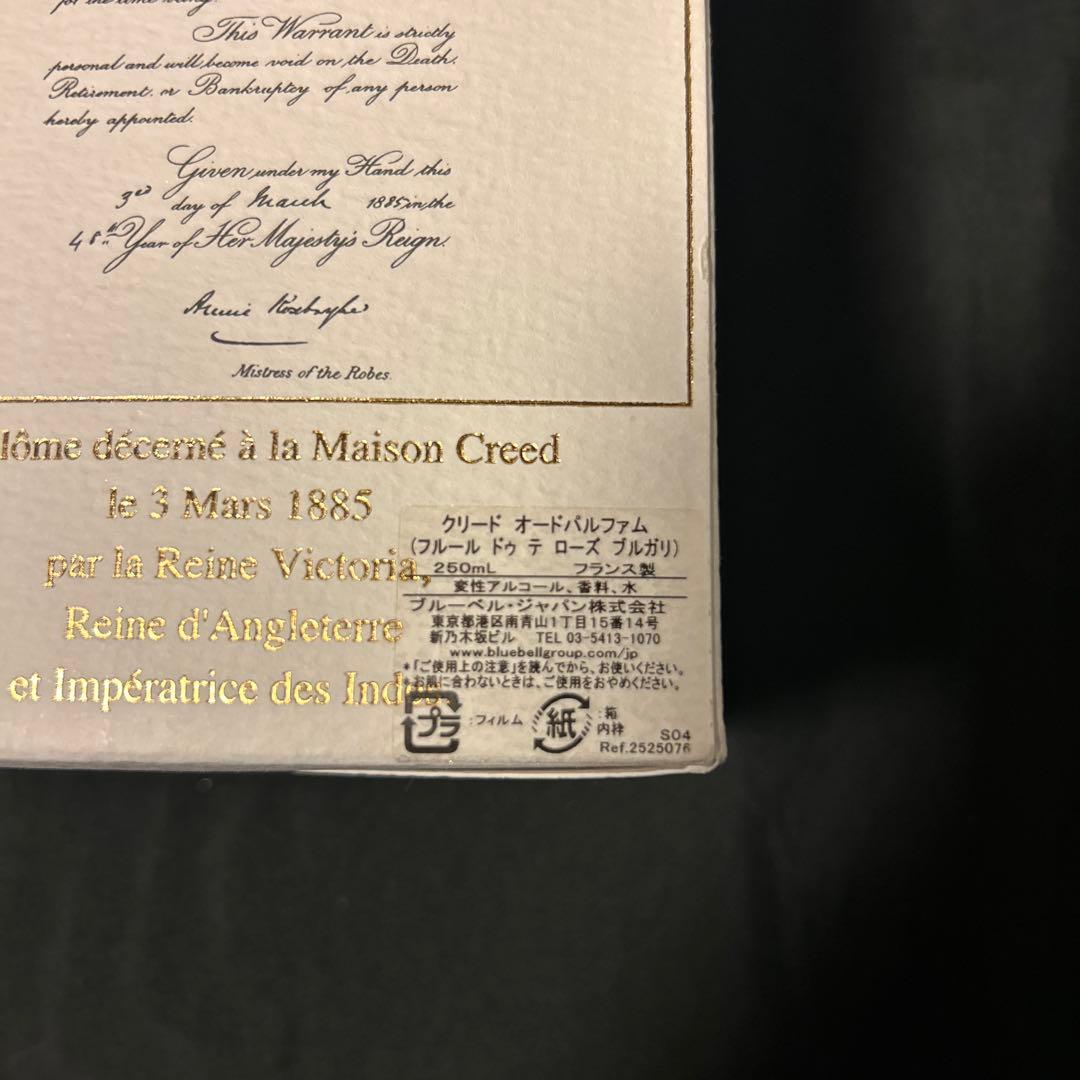 for the time being.
This Warrant is strictly
personal and will become void on the Death.
Retirement. or Bankruptcy of any person
hereby appointed.
Given under my Hand this
3rd day of March 1885 in the
48th Year of Her Majesty's Reign.
Annie Roxburghe
Mistress of the Robes.
lôme décerné à la Maison Creed
le 3 Mars 1885
par la Reine Victoria,
Reine d'Angleterre
et Impératrice des Indes.
クリード オードパルファム
(フルール ドゥ テ ローズ ブルガリ)
250mL フランス製
変性アルコール、香料、水
ブルーベル・ジャパン株式会社
東京都港区南青山1丁目15番14号
新乃木坂ビル TEL 03-5413-1070
www.bluebellgroup.com/jp
*「ご使用上の注意」を読んでから、お使いください。
*お肌に合わないときは、ご使用をおやめください。
プラ :フィルム 紙 :箱
内枠
S04
Ref.2525076